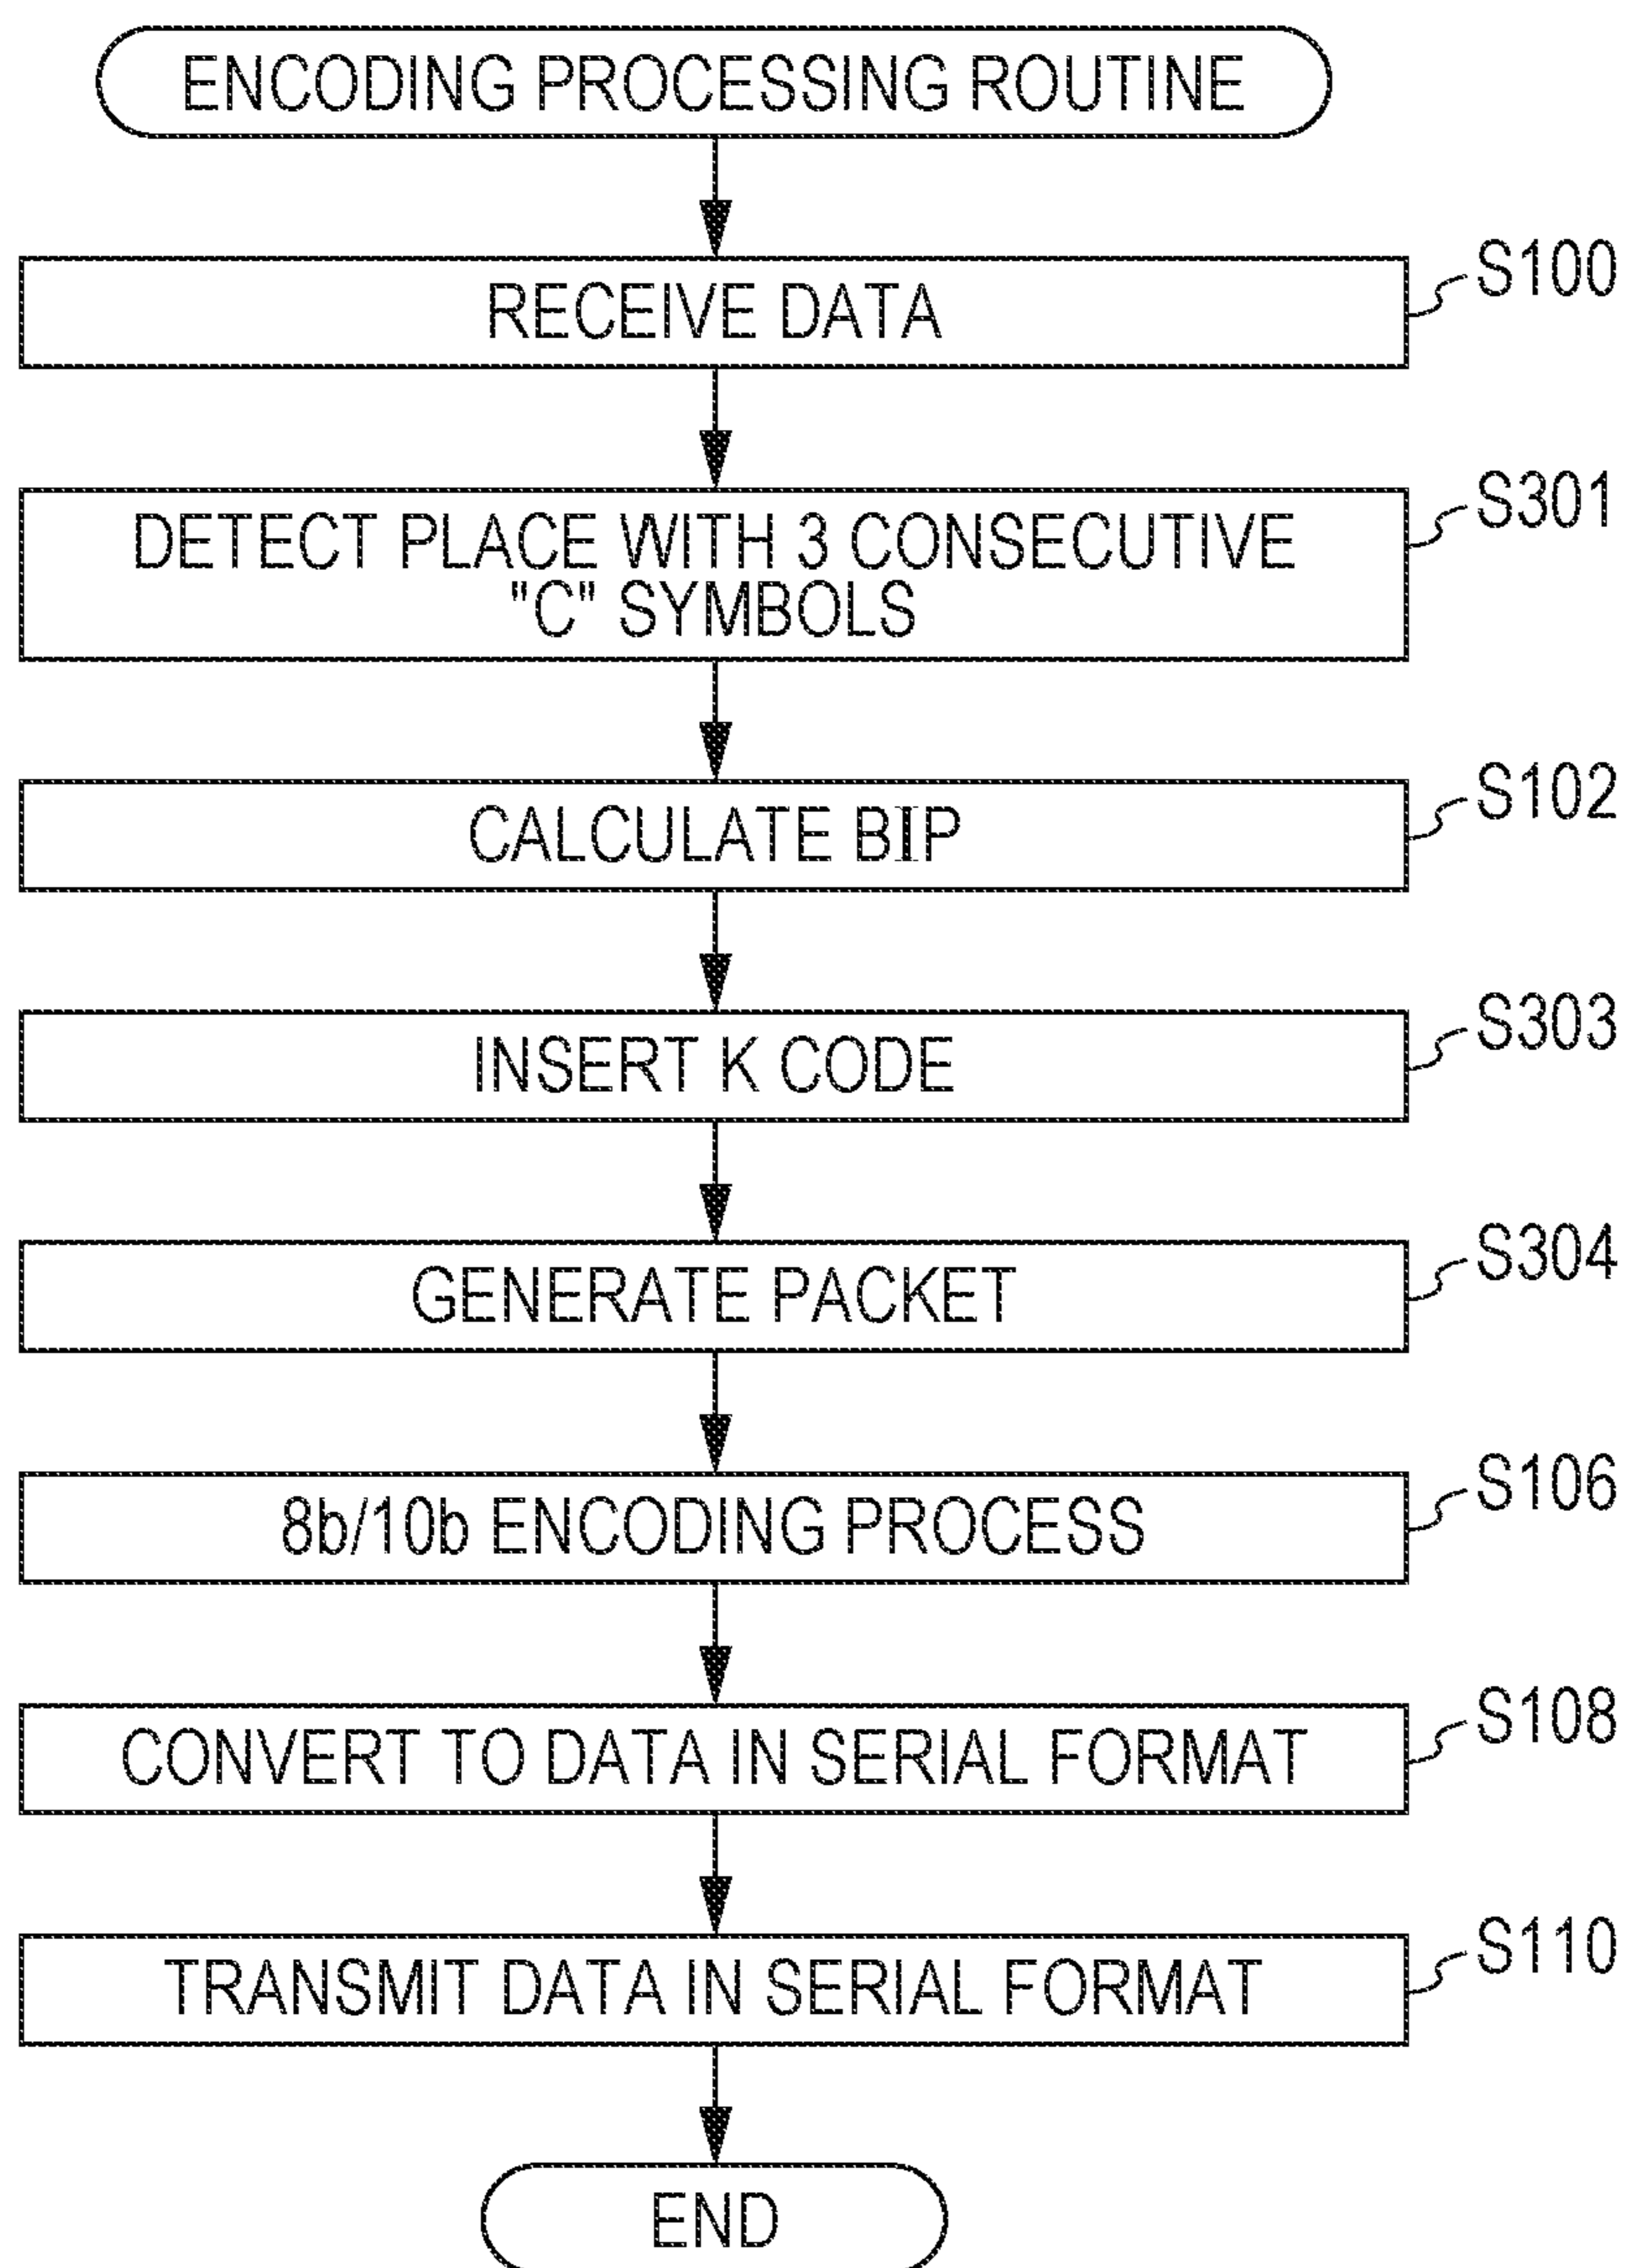 ENCODING PROCESSING ROUTINE
RECEIVE DATA
S100
DETECT PLACE WITH 3 CONSECUTIVE
"C" SYMBOLS
S301
CALCULATE BIP
S102
INSERT K CODE
S303
GENERATE PACKET
S304
8b/10b ENCODING PROCESS
S106
CONVERT TO DATA IN SERIAL FORMAT
S108
TRANSMIT DATA IN SERIAL FORMAT
S110
END